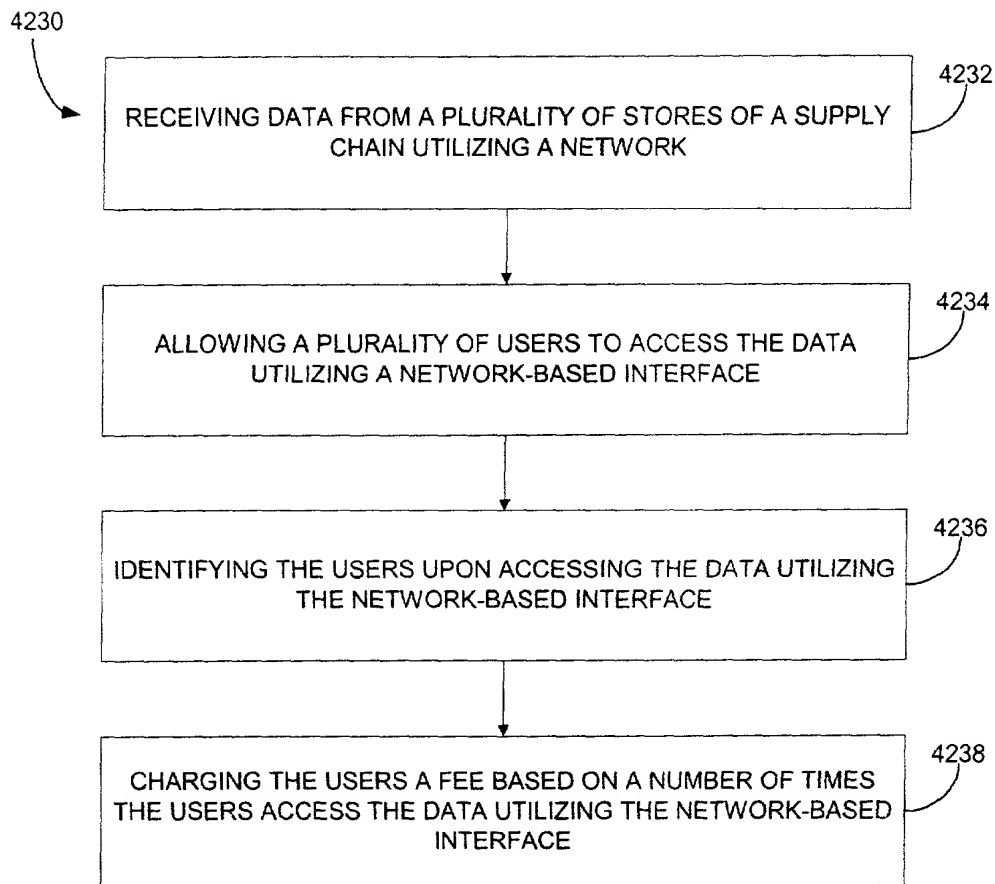 4230
4232
RECEIVING DATA FROM A PLURALITY OF STORES OF A SUPPLY
CHAIN UTILIZING A NETWORK
4234
ALLOWING A PLURALITY OF USERS TO ACCESS THE DATA
UTILIZING A NETWORK-BASED INTERFACE
4236
IDENTIFYING THE USERS UPON ACCESSING THE DATA UTILIZING
THE NETWORK-BASED INTERFACE
4238
CHARGING THE USERS A FEE BASED ON A NUMBER OF TIMES
THE USERS ACCESS THE DATA UTILIZING THE NETWORK-BASED
INTERFACE